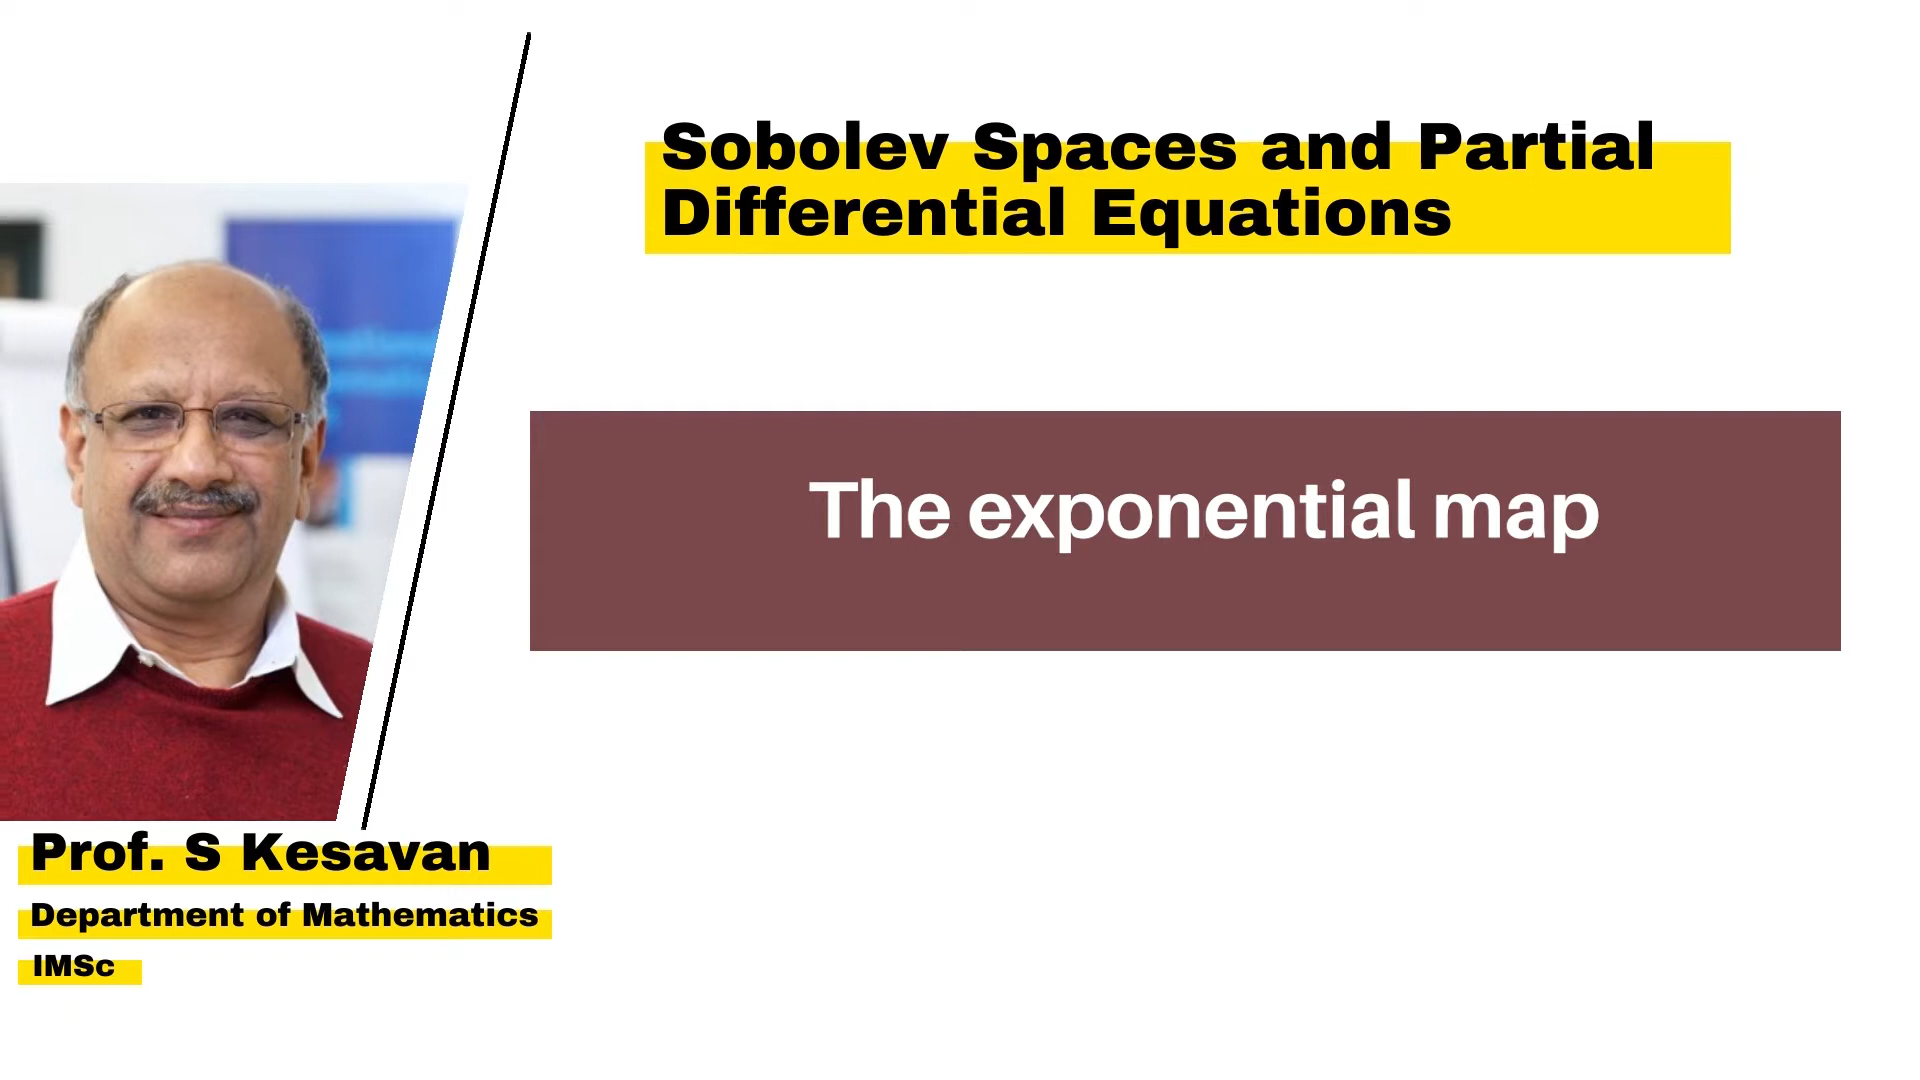 Sobolev Spaces and Partial
Differential Equations
The exponential map
Prof. S Kesavan
Department of Mathematics
IMSc